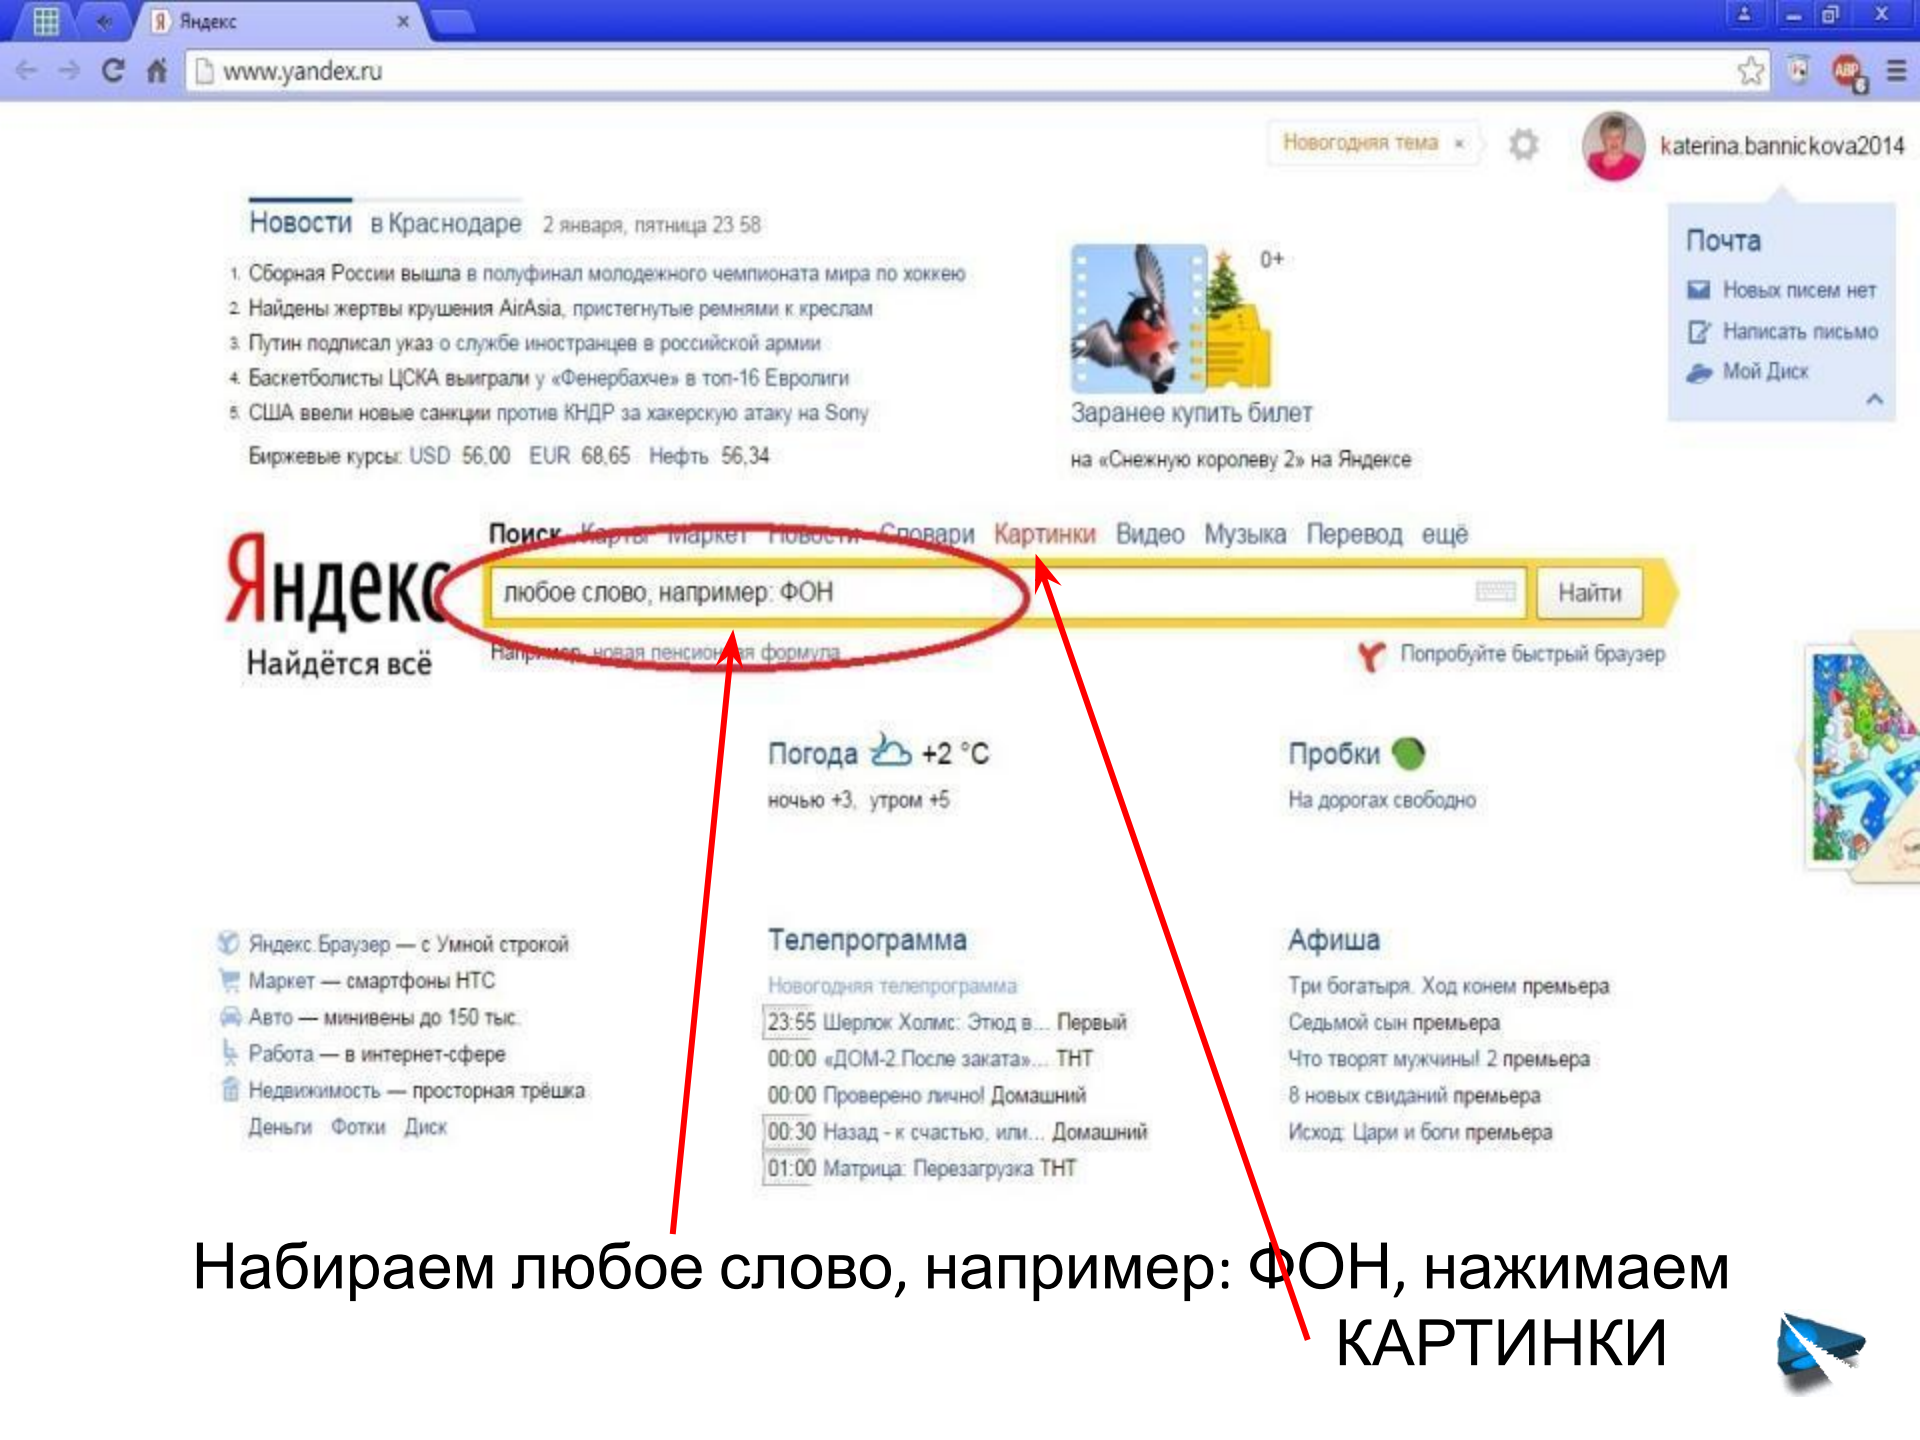 Яндекс
www.yandex.ru
ABP
6
Новогодняя тема
katerina.bannickova2014
Новости в Краснодаре 2 января, пятница 23 58
1. Сборная России вышла в полуфинал молодежного чемпионата мира по хоккею
2. Найдены жертвы крушения AirAsia, пристегнутые ремнями к креслам
3. Путин подписал указ о службе иностранцев в российской армии
4. Баскетболисты ЦСКА выиграли у «Фенербахче» в топ-16 Евролиги
5. США ввели новые санкции против КНДР за хакерскую атаку на Sony
Биржевые курсы: USD 56,00 EUR 68,65 Нефть 56,34
0+
Заранее купить билет
на «Снежную королеву 2» на Яндексе
Почта
Новых писем нет
Написать письмо
Мой Диск
Поиск Карты Маркет Новости Словари Картинки Видео Музыка Перевод ещё
Яндекс
любое слово, например: ФОН
Найти
Найдётся всё
Например, новая пенсионная формула
Попробуйте быстрый браузер
Погода +2 °C
ночью +3, утром +5
Пробки
На дорогах свободно
Яндекс.Браузер — с Умной строкой
Маркет — смартфоны HTC
Авто — минивены до 150 тыс.
Работа — в интернет-сфере
Недвижимость — просторная трёшка
Деньги Фотки Диск
Телепрограмма
Новогодняя телепрограмма
23:55 Шерлок Холмс: Этюд в... Первый
00:00 «ДОМ-2.После заката»... ТНТ
00:00 Проверено лично! Домашний
00:30 Назад - к счастью, или... Домашний
01:00 Матрица: Перезагрузка ТНТ
Афиша
Три богатыря. Ход конем премьера
Седьмой сын премьера
Что творят мужчины! 2 премьера
8 новых свиданий премьера
Исход: Цари и боги премьера
Набираем любое слово, например: ФОН, нажимаем
КАРТИНКИ